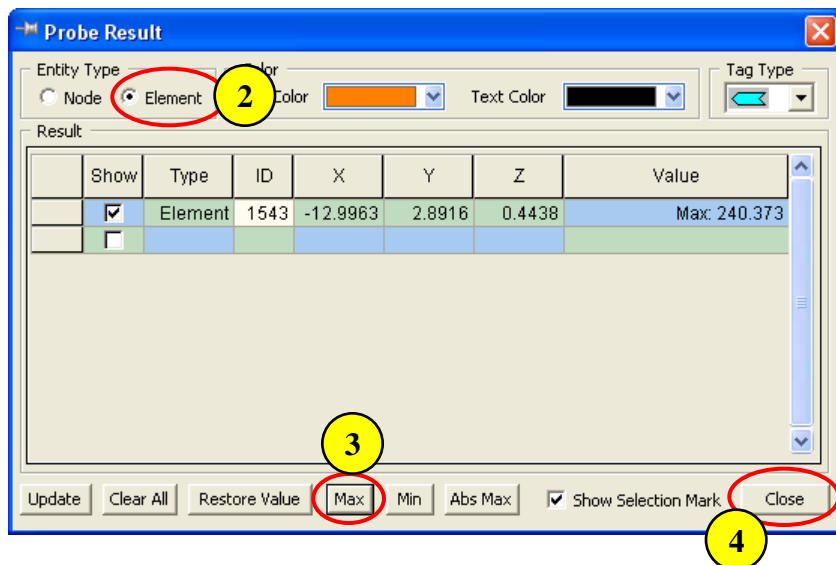 Probe Result
Entity Type
Color
Tag Type
Node
Element
2
Color
Text Color
Result
Show Type ID X Y Z Value
Element 1543 -12.9963 2.8916 0.4438 Max: 240.373
3
Update Clear All Restore Value Max Min Abs Max Show Selection Mark Close
4